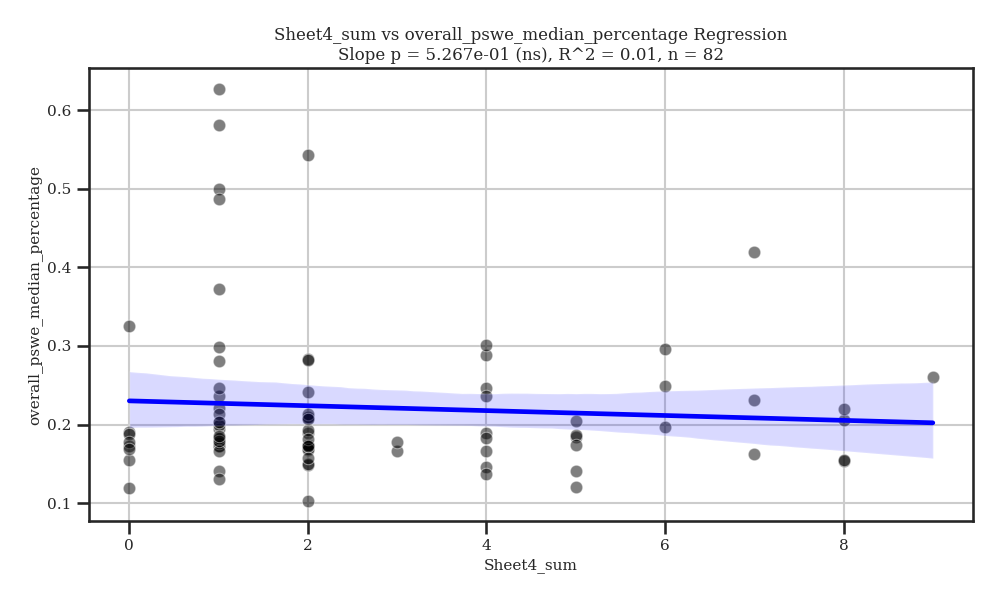 Sheet4_sum vs overall_pswe_median_percentage Regression
Slope p = 5.267e-01 (ns), R^2 = 0.01, n = 82
overall_pswe_median_percentage
0.6
0.5
0.4
0.3
0.2
0.1
0 2 4 6 8
Sheet4_sum